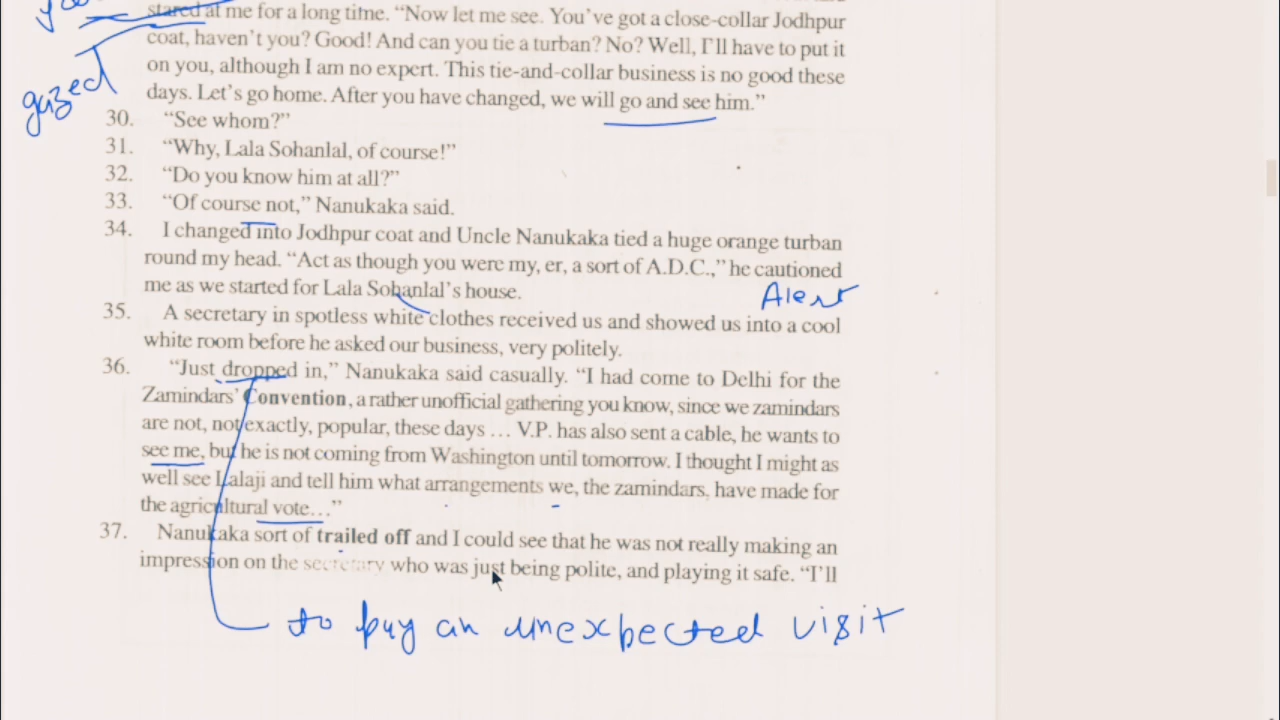 stared at me for a long time. “Now let me see. You’ve got a close-collar Jodhpur
gazed
coat, haven’t you? Good! And can you tie a turban? No? Well, I’ll have to put it
on you, although I am no expert. This tie-and-collar business is no good these
days. Let’s go home. After you have changed, we will go and see him.”
30. “See whom?”
31. “Why, Lala Sohanlal, of course!”
32. “Do you know him at all?”
33. “Of course not,” Nanukaka said.
34. I changed into Jodhpur coat and Uncle Nanukaka tied a huge orange turban
round my head. “Act as though you were my, er, a sort of A.D.C.,” he cautioned
me as we started for Lala Sohanlal’s house.
Alert
35. A secretary in spotless white clothes received us and showed us into a cool
white room before he asked our business, very politely.
36. “Just dropped in,” Nanukaka said casually. “I had come to Delhi for the
Zamindars’ Convention, a rather unofficial gathering you know, since we zamindars
are not, not exactly, popular, these days … V.P. has also sent a cable, he wants to
see me, but he is not coming from Washington until tomorrow. I thought I might as
well see Lalaji and tell him what arrangements we, the zamindars, have made for
the agricultural vote…”
37. Nanukaka sort of trailed off and I could see that he was not really making an
impression on the secretary who was just being polite, and playing it safe. “I’ll
to pay an unexpected visit